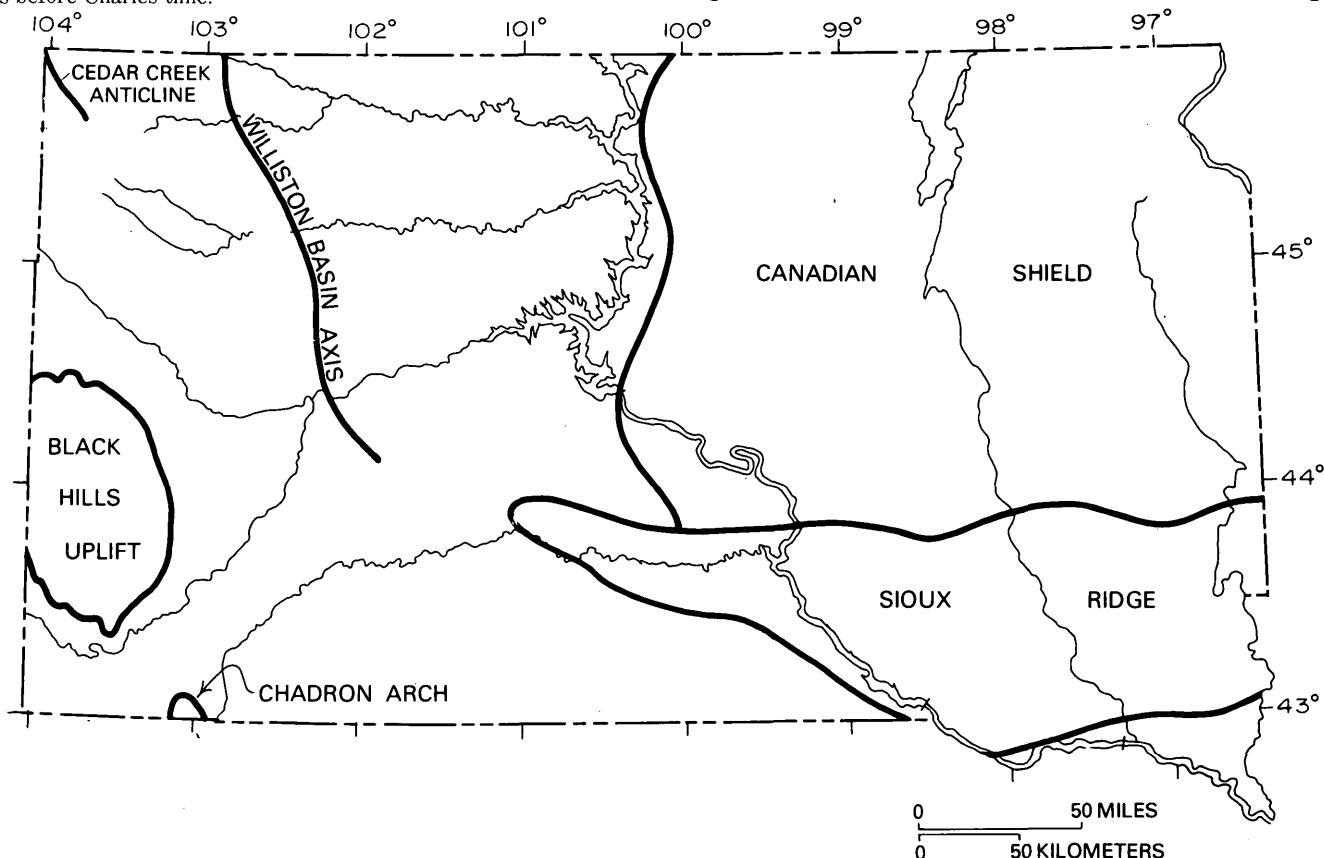 s before Charles time.
104° 103° 102° 101° 100° 99° 98° 97°
CEDAR CREEK
ANTICLINE
WILLISTON BASIN AXIS
CANADIAN SHIELD
45°
BLACK
HILLS
UPLIFT
44°
SIOUX RIDGE
CHADRON ARCH
43°
0 50 MILES
0 50 KILOMETERS